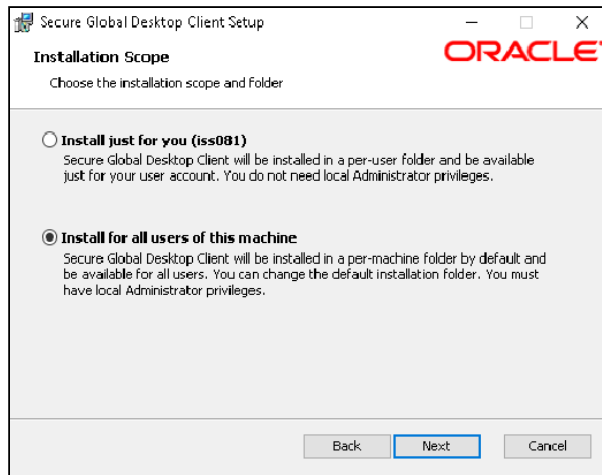 Secure Global Desktop Client Setup
Installation Scope
ORACLE
Choose the installation scope and folder
Install just for you (iss081)
Secure Global Desktop Client will be installed in a per-user folder and be available
just for your user account. You do not need local Administrator privileges.
Install for all users of this machine
Secure Global Desktop Client will be installed in a per-machine folder by default and
be available for all users. You can change the default installation folder. You must
have local Administrator privileges.
Back
Next
Cancel